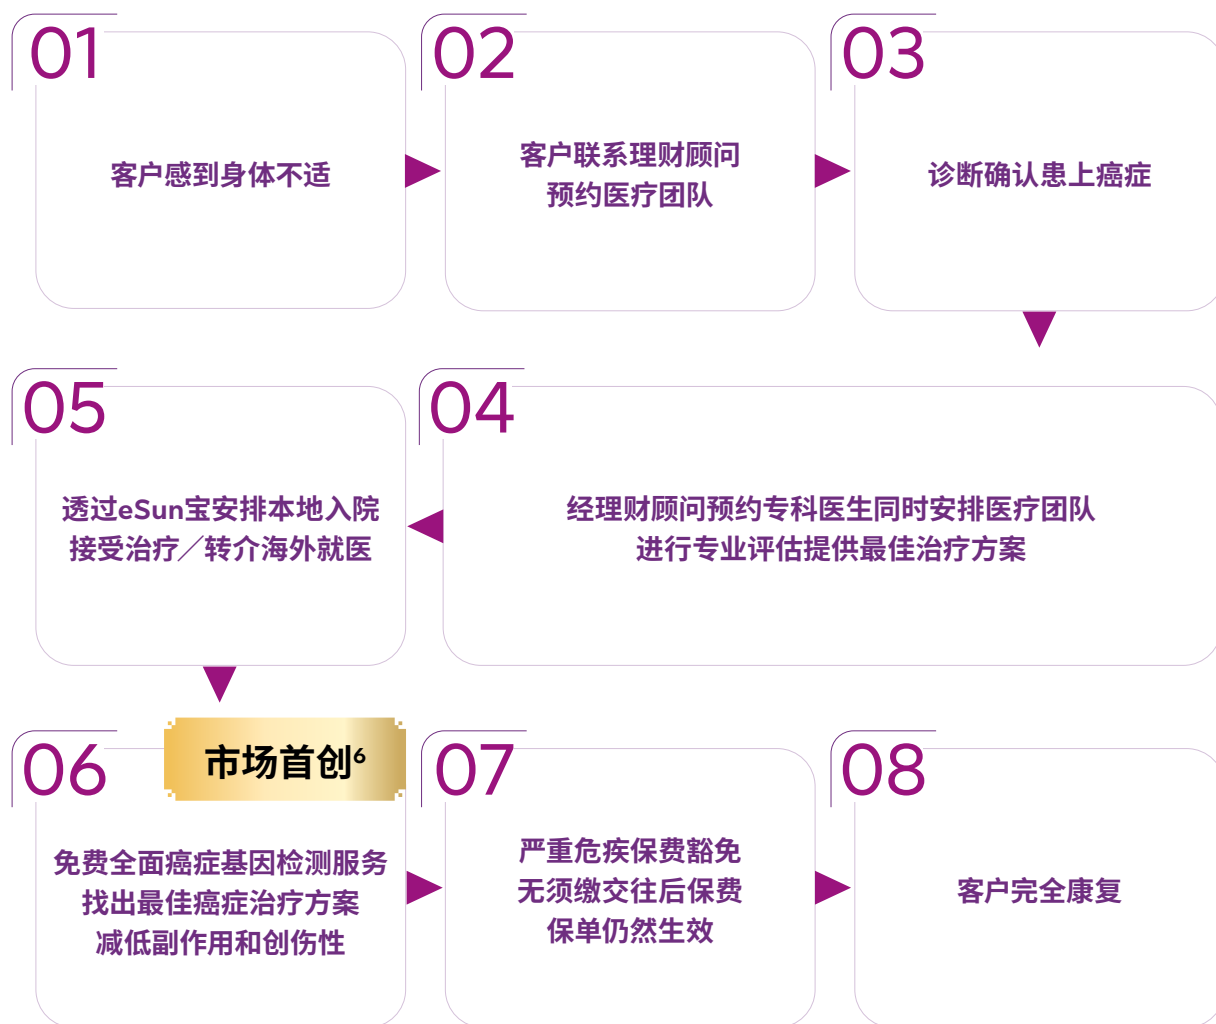 01
客户感到身体不适
02
客户联系理财顾问
预约医疗团队
03
诊断确认患上癌症
04
经理财顾问预约专科医生同时安排医疗团队
进行专业评估提供最佳治疗方案
05
透过eSun宝安排本地入院
接受治疗╱转介海外就医
06
市场首创⁶
免费全面癌症基因检测服务
找出最佳癌症治疗方案
减低副作用和创伤性
07
严重危疾保费豁免
无须缴交往后保费
保单仍然生效
08
客户完全康复